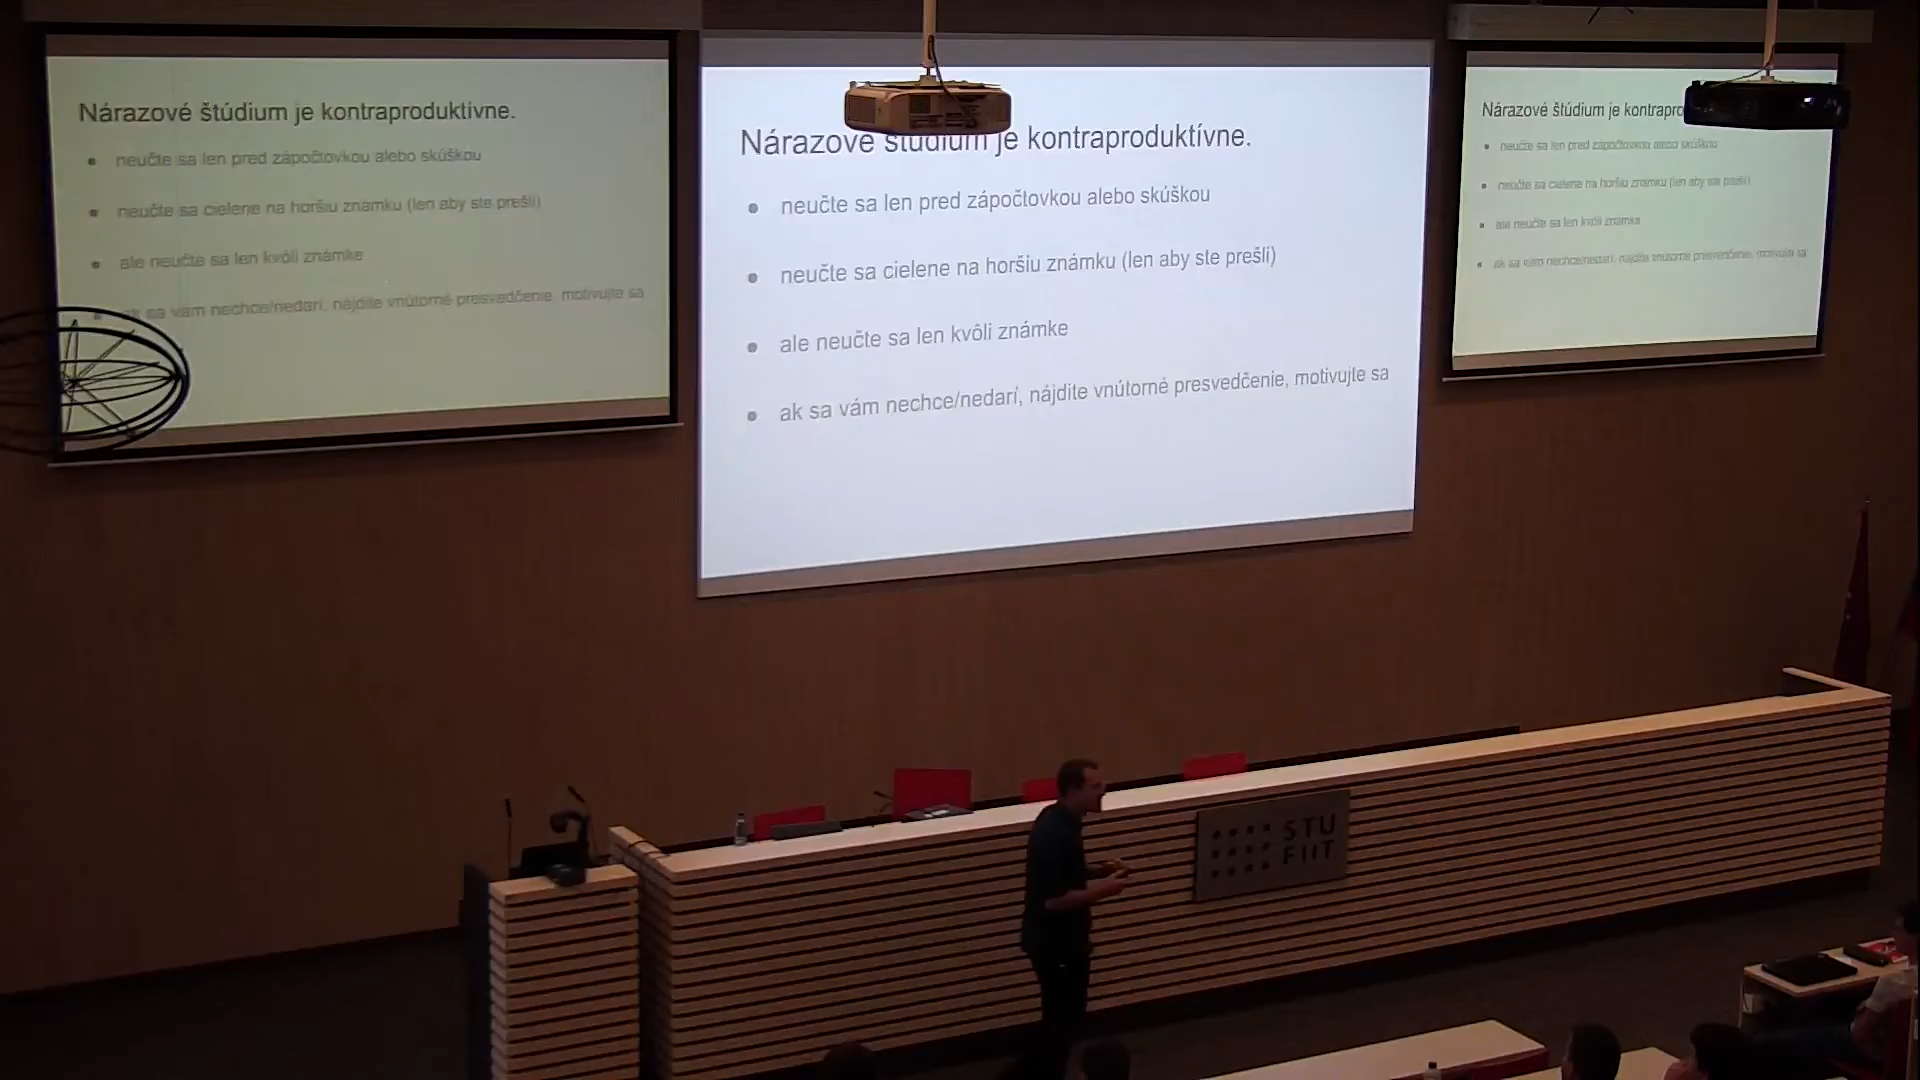 Nárazové štúdium je kontraproduktívne.
neučte sa len pred zápočtovkou alebo skúškou
neučte sa cielene na horšiu známku (len aby ste prešli)
ale neučte sa len kvôli známke
ak sa vám nechce/nedarí, nájdite vnútorné presvedčenie, motivujte sa
Nárazové štúdium je kontraproduktívne.
neučte sa len pred zápočtovkou alebo skúškou
neučte sa cielene na horšiu známku (len aby ste prešli)
ale neučte sa len kvôli známke
ak sa vám nechce/nedarí, nájdite vnútorné presvedčenie, motivujte sa
Nárazové štúdium je kontrapro
neučte sa len pred zápočtovkou alebo skúškou
neučte sa cielene na horšiu známku (len aby ste prešli)
ale neučte sa len kvôli známke
ak sa vám nechce/nedarí, nájdite vnútorné presvedčenie, motivujte sa
STU
FIIT